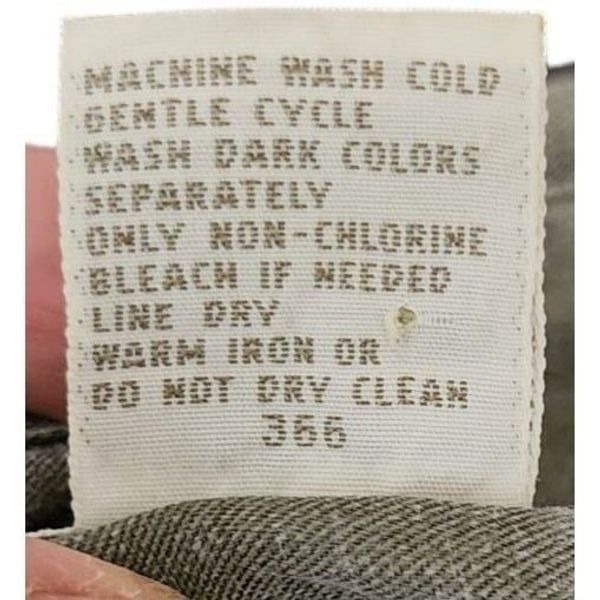 MACHINE WASH COLD
GENTLE CYCLE
WASH DARK COLORS
SEPARATELY
ONLY NON-CHLORINE
BLEACH IF NEEDED
LINE DRY
WARM IRON OR
DO NOT DRY CLEAN
366